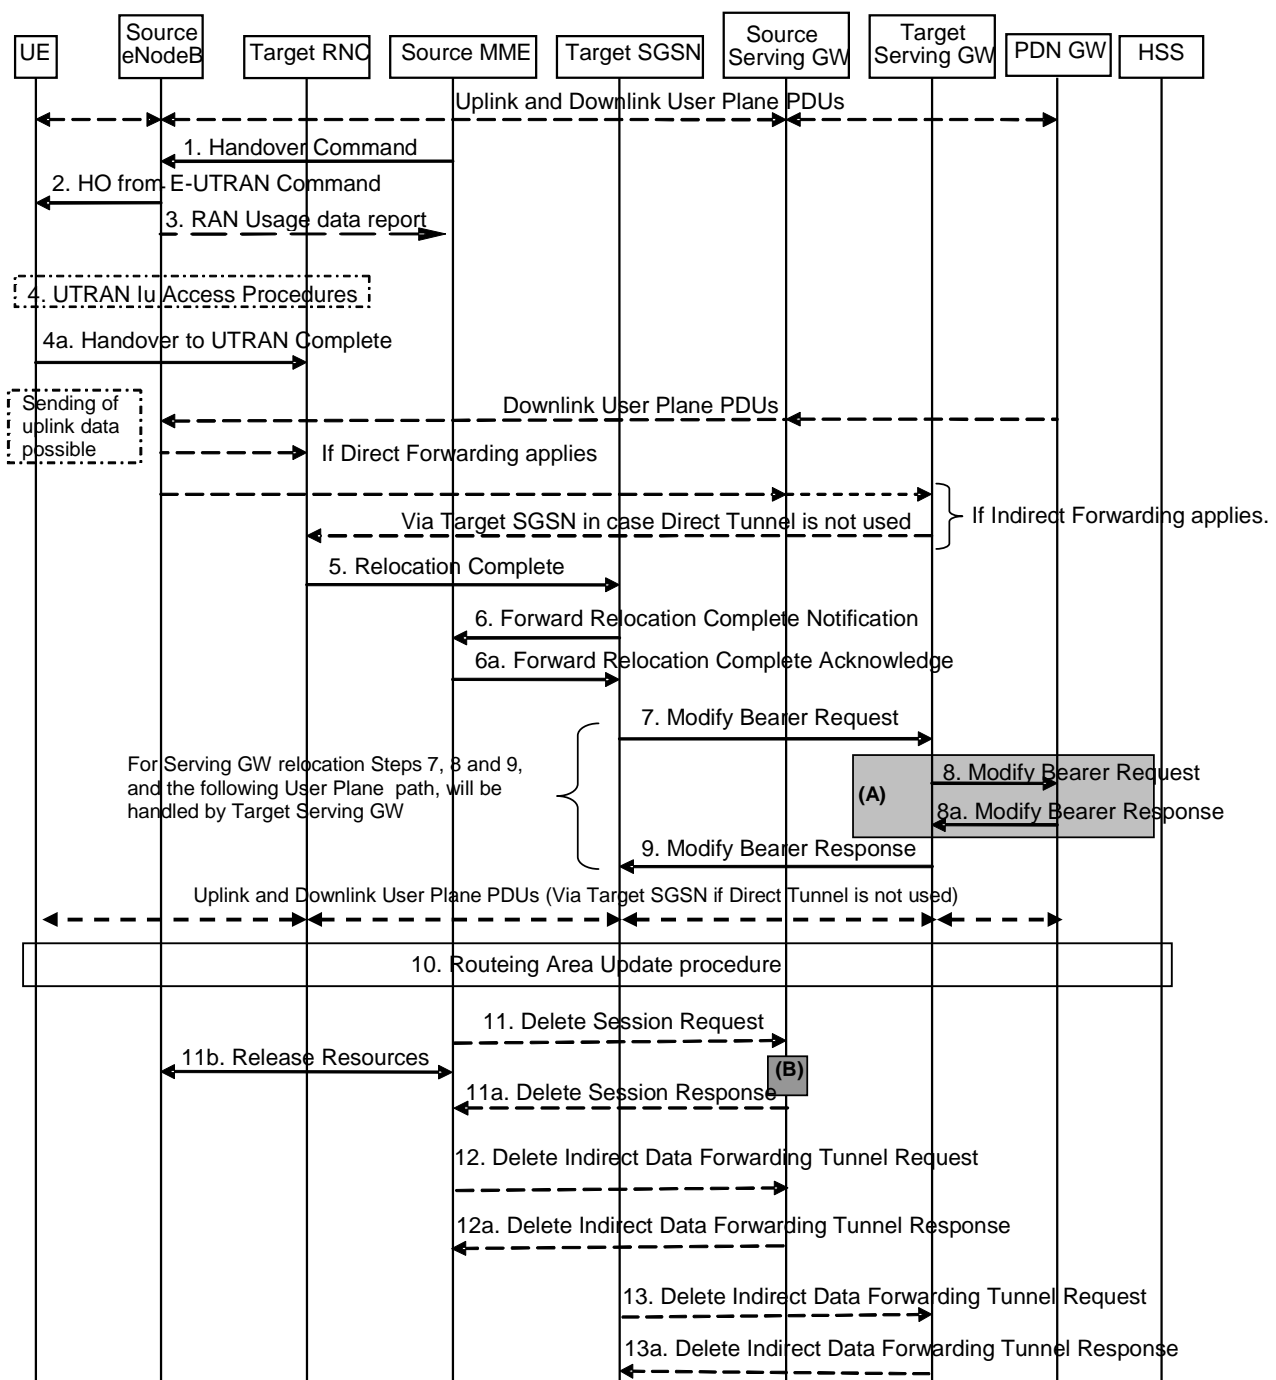 UE
Source
eNodeB
Target RNC
Source MME
Target SGSN
Source
Serving GW
Target
Serving GW
PDN GW
HSS
Uplink and Downlink User Plane PDUs
1. Handover Command
2. HO from E-UTRAN Command
3. RAN Usage data report
4. UTRAN Iu Access Procedures
4a. Handover to UTRAN Complete
Sending of
uplink data
possible
Downlink User Plane PDUs
If Direct Forwarding applies
Via Target SGSN in case Direct Tunnel is not used
If Indirect Forwarding applies.
5. Relocation Complete
6. Forward Relocation Complete Notification
6a. Forward Relocation Complete Acknowledge
7. Modify Bearer Request
For Serving GW relocation Steps 7, 8 and 9,
and the following User Plane path, will be
handled by Target Serving GW
(A)
8. Modify Bearer Request
8a. Modify Bearer Response
9. Modify Bearer Response
Uplink and Downlink User Plane PDUs (Via Target SGSN if Direct Tunnel is not used)
10. Routeing Area Update procedure
11. Delete Session Request
11b. Release Resources
(B)
11a. Delete Session Response
12. Delete Indirect Data Forwarding Tunnel Request
12a. Delete Indirect Data Forwarding Tunnel Response
13. Delete Indirect Data Forwarding Tunnel Request
13a. Delete Indirect Data Forwarding Tunnel Response